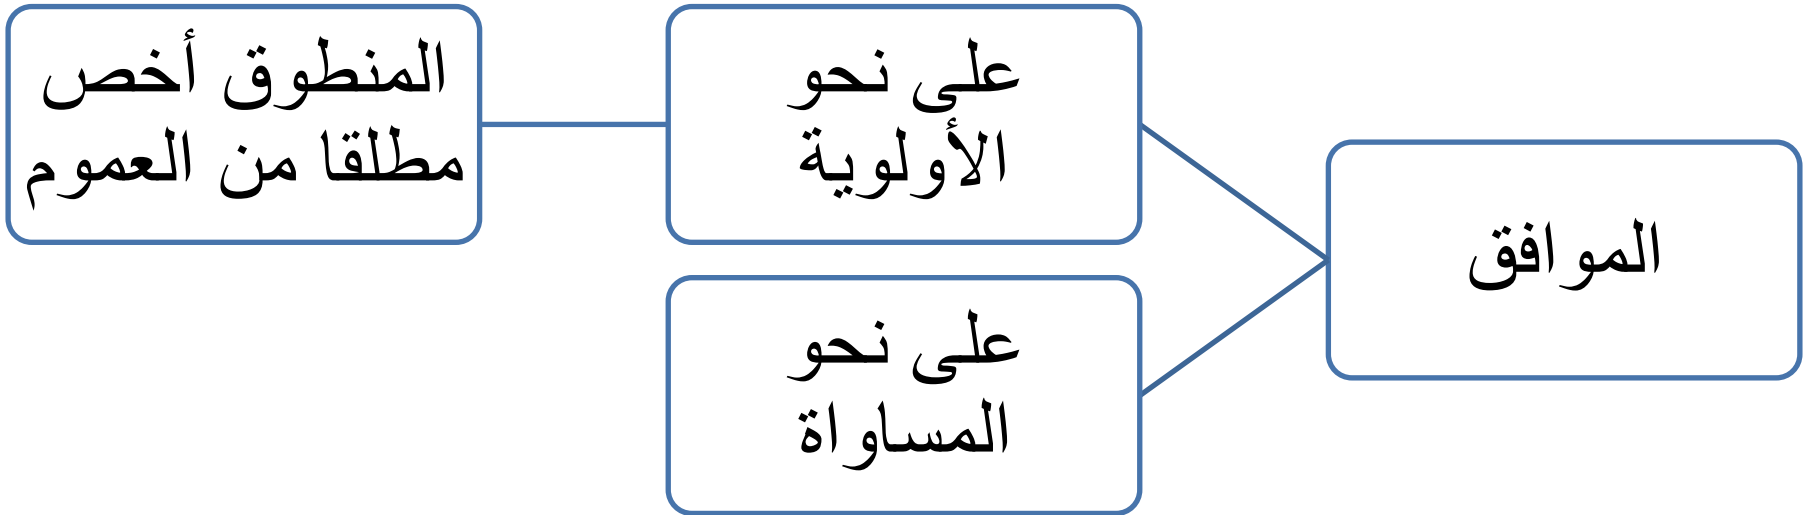 الموافق
على نحو
الأولوية
المنطوق أخص
مطلقا من العموم
على نحو
المساواة